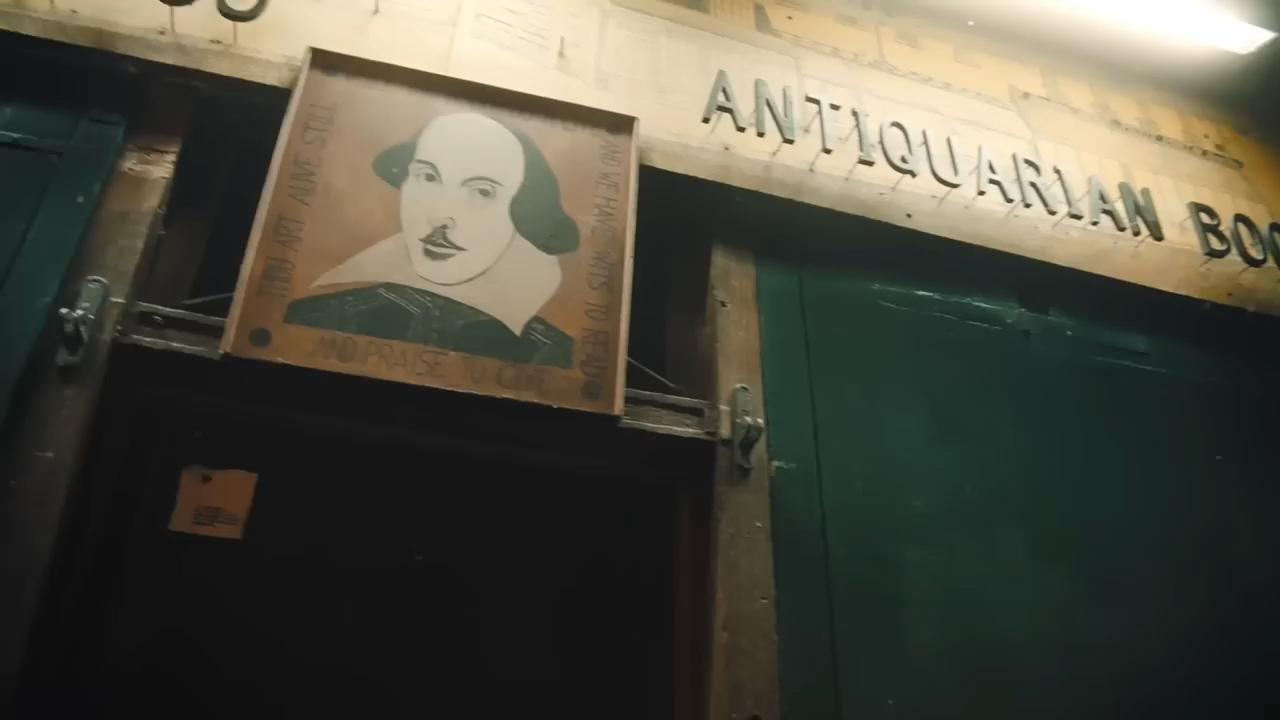 ANTIQUARIAN BOO
THOU ART ALIVE STILL
AND WE HAVE WITS TO READ
AND PRAISE TO GIVE